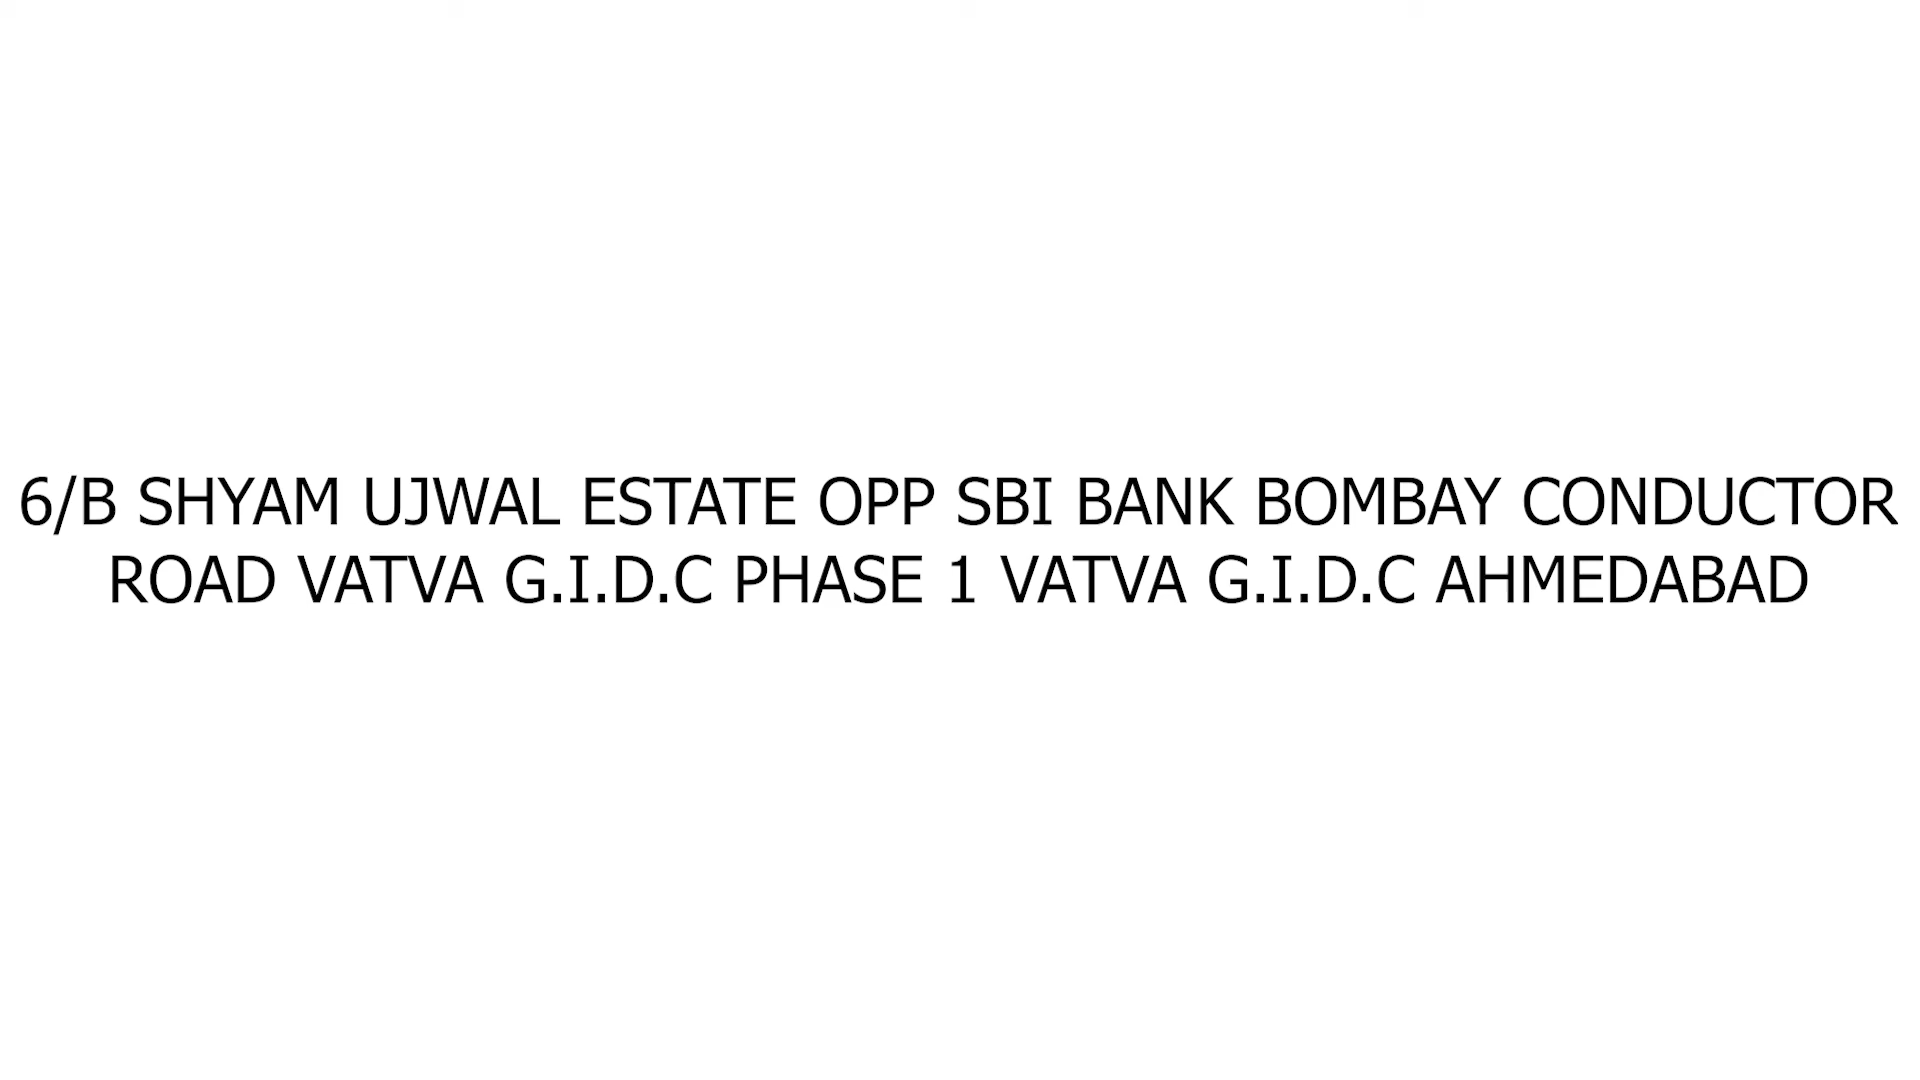 6/B SHYAM UJWAL ESTATE OPP SBI BANK BOMBAY CONDUCTOR
ROAD VATVA G.I.D.C PHASE 1 VATVA G.I.D.C AHMEDABAD